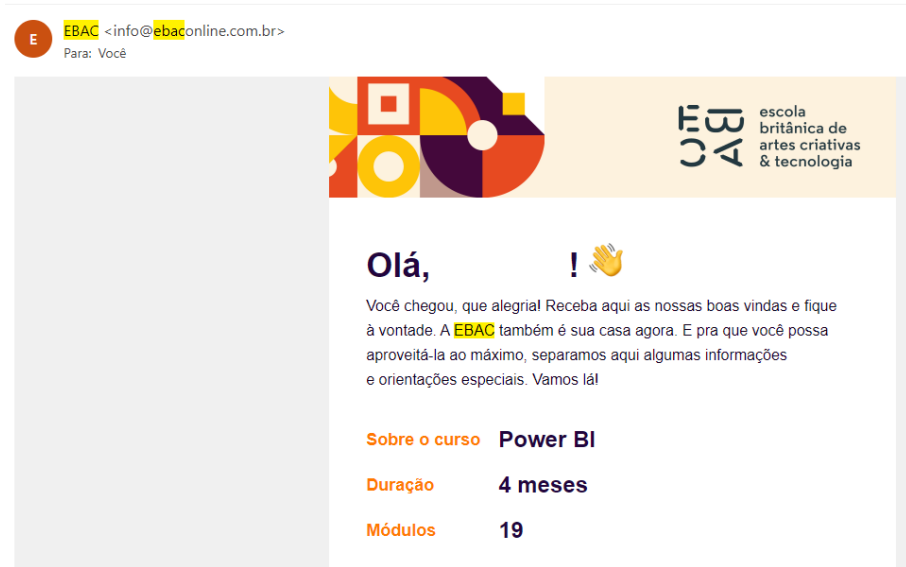 E
EBAC <info@ebaconline.com.br>
Para: Você
EBAC
escola
britânica de
artes criativas
& tecnologia
Olá, !
Você chegou, que alegria! Receba aqui as nossas boas vindas e fique
à vontade. A EBAC também é sua casa agora. E pra que você possa
aproveitá-la ao máximo, separamos aqui algumas informações
e orientações especiais. Vamos lá!
Sobre o curso Power BI
Duração 4 meses
Módulos 19